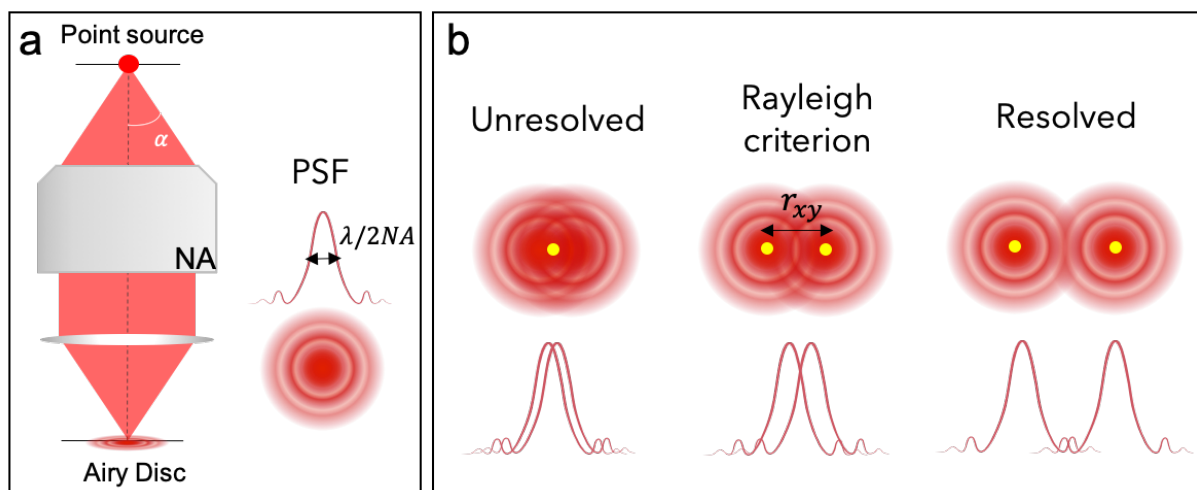 a
Point source
α
NA
Airy Disc
PSF
λ/2NA
b
Unresolved
Rayleigh
criterion
Resolved
r_xy